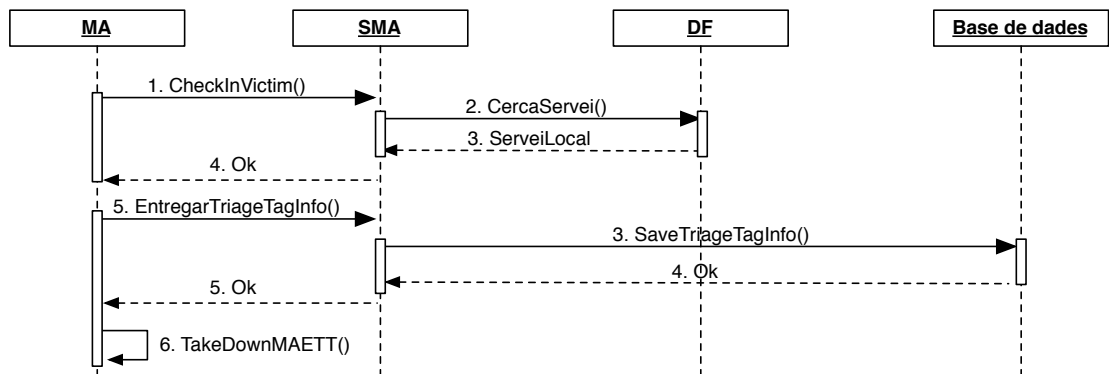 MA
SMA
DF
Base de dades
1. CheckInVictim()
2. CercaServei()
3. ServeiLocal
4. Ok
5. EntregarTriageTagInfo()
3. SaveTriageTagInfo()
4. Ok
5. Ok
6. TakeDownMAETT()